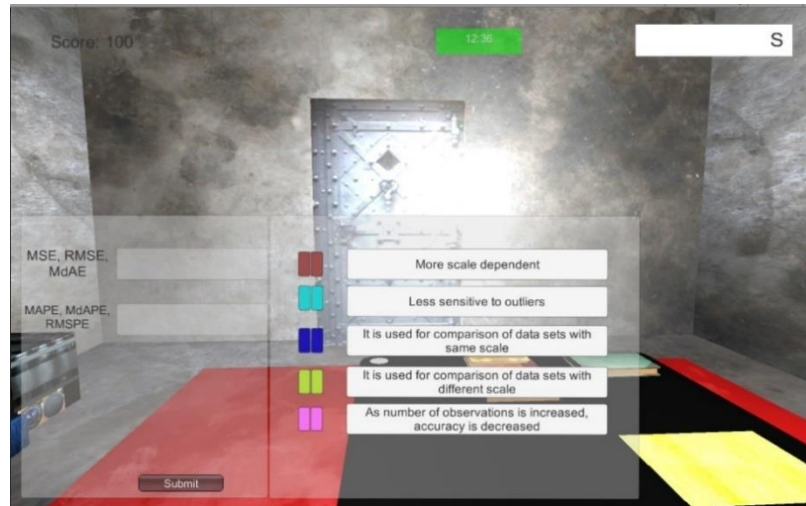 Score: 100
12:36
S
MSE, RMSE,
MdAE
MAPE, MdAPE,
RMSPE
More scale dependent
Less sensitive to outliers
It is used for comparison of data sets with
same scale
It is used for comparison of data sets with
different scale
As number of observations is increased,
accuracy is decreased
Submit